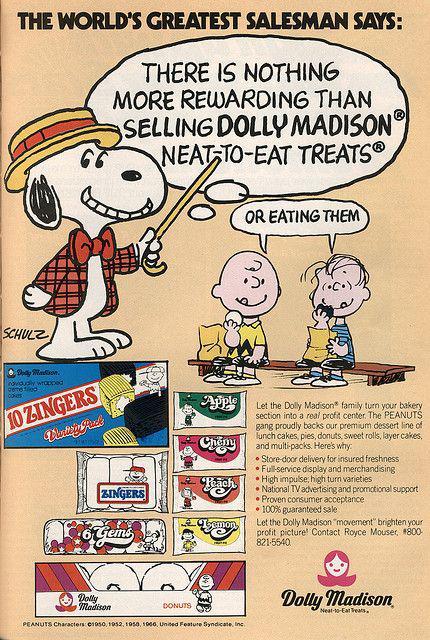 THE WORLD'S GREATEST SALESMAN SAYS:
THERE IS NOTHING
MORE REWARDING THAN
SELLING DOLLY MADISON®
NEAT-TO-EAT TREATS®
OR EATING THEM
SCHULZ
Dolly Madison.
individually wrapped
creme filled
cakes
10 ZINGERS
Variety Pack
ZINGERS
6 Gems
Dolly
Madison
DONUTS
Apple
Cherry
Peach
Lemon
Let the Dolly Madison® family turn your bakery
section into a real profit center. The PEANUTS
gang proudly backs our premium dessert line of
lunch cakes, pies, donuts, sweet rolls, layer cakes,
and multi-packs. Here's why:
• Store-door delivery for insured freshness
• Full-service display and merchandising
• High impulse; high turn varieties
• National TV advertising and promotional support
• Proven consumer acceptance
• 100% guaranteed sale
Let the Dolly Madison "movement" brighten your
profit picture! Contact Royce Mouser, #800-
821-5540.
Dolly Madison®
Neat-to-Eat Treats®
PEANUTS Characters: ©1950, 1952, 1958, 1966, United Feature Syndicate, Inc.